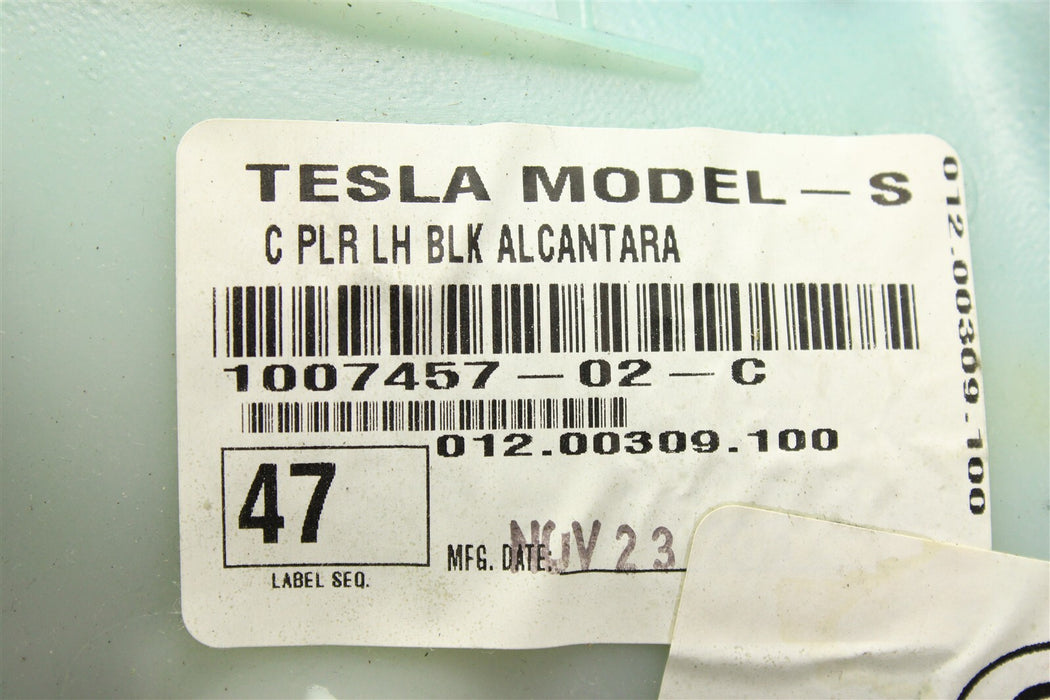 TESLA MODEL - S
C PLR LH BLK ALCANTARA
1007457 - 02 - C
012.00309.100
47
LABEL SEQ.
MFG. DATE: NOV 23
012.00309.100